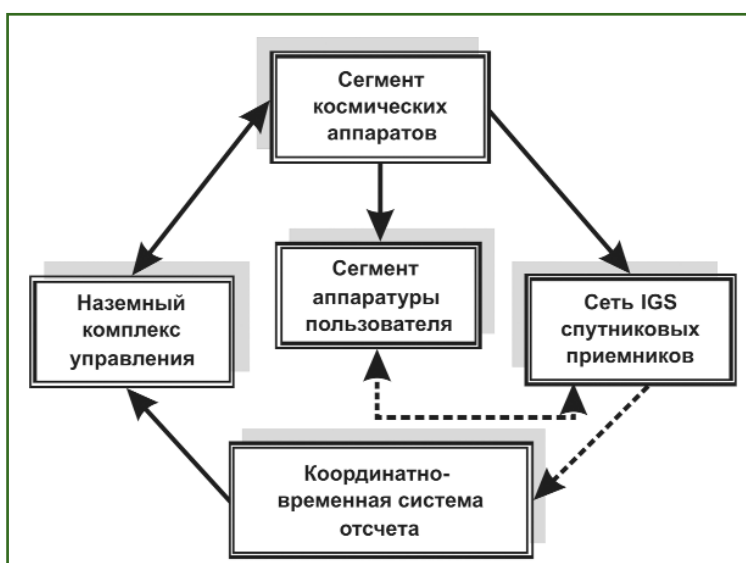 Сегмент
космических
аппаратов
Наземный
комплекс
управления
Сегмент
аппаратуры
пользователя
Сеть IGS
спутниковых
приемников
Координатно-
временная система
отсчета